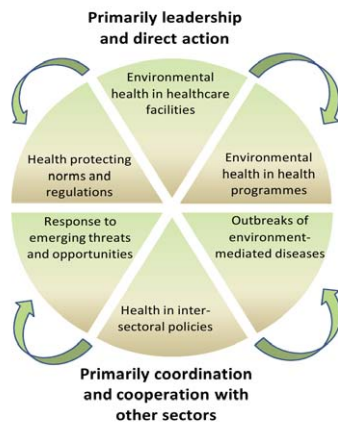 Primarily leadership
and direct action
Environmental
health in healthcare
facilities
Health protecting
norms and
regulations
Environmental
health in health
programmes
Response to
emerging threats
and opportunities
Outbreaks of
environment-
mediated diseases
Health in inter-
sectoral policies
Primarily coordination
and cooperation with
other sectors